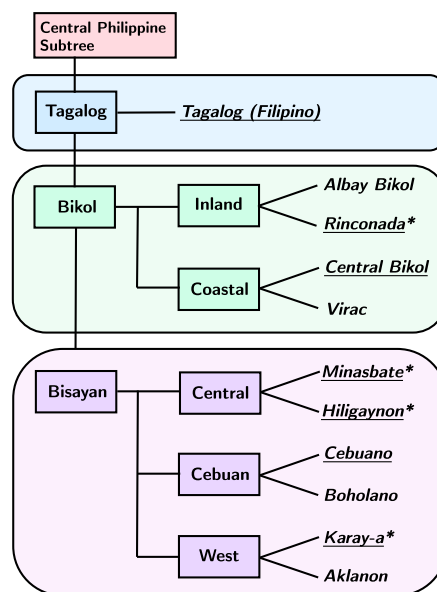 Central Philippine
Subtree
Tagalog
Tagalog (Filipino)
Bikol
Inland
Albay Bikol
Rinconada*
Coastal
Central Bikol
Virac
Bisayan
Central
Minasbate*
Hiligaynon*
Cebuan
Cebuano
Boholano
West
Karay-a*
Aklanon